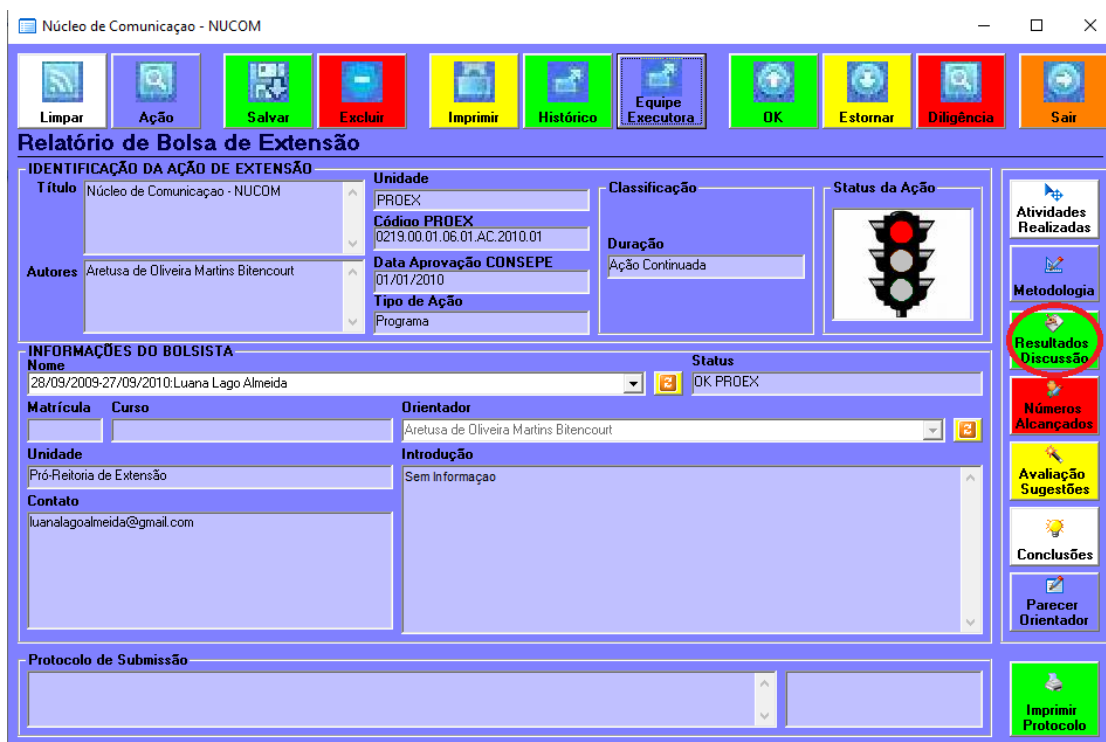 Núcleo de Comunicaçao - NUCOM
Limpar
Ação
Salvar
Excluir
Imprimir
Histórico
Equipe
Executora
OK
Estornar
Diligência
Sair
Relatório de Bolsa de Extensão
IDENTIFICAÇÃO DA AÇÃO DE EXTENSÃO
Título
Núcleo de Comunicaçao - NUCOM
Autores
Aretusa de Oliveira Martins Bitencourt
Unidade
PROEX
Código PROEX
0219.00.01.06.01.AC.2010.01
Data Aprovação CONSEPE
01/01/2010
Tipo de Ação
Programa
Classificação
Duração
Ação Continuada
Status da Ação
INFORMAÇÕES DO BOLSISTA
Nome
28/09/2009-27/09/2010:Luana Lago Almeida
Status
OK PROEX
Matrícula
Curso
Orientador
Aretusa de Oliveira Martins Bitencourt
Unidade
Pró-Reitoria de Extensão
Introdução
Sem Informaçao
Contato
luanalagoalmeida@gmail.com
Protocolo de Submissão
Atividades
Realizadas
Metodologia
Resultados
Discussão
Números
Alcançados
Avaliação
Sugestões
Conclusões
Parecer
Orientador
Imprimir
Protocolo